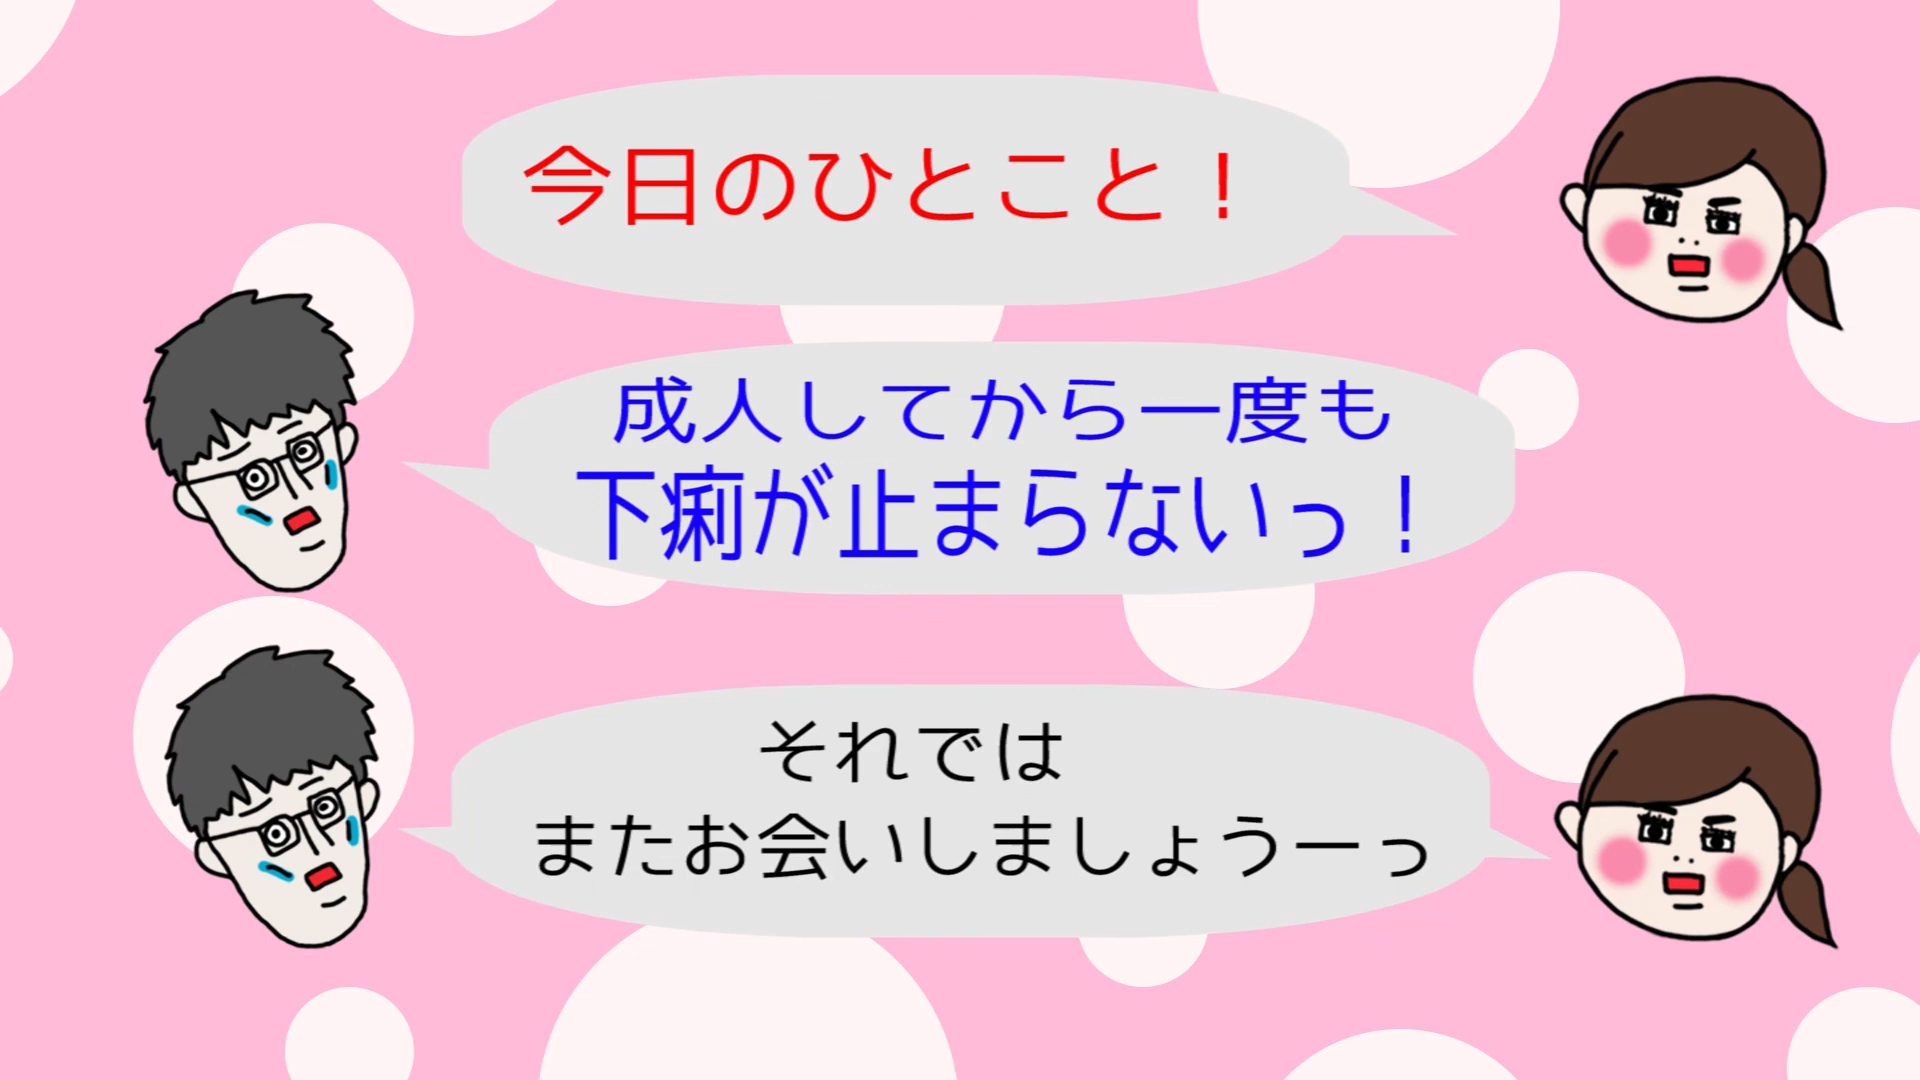 今日のひとこと！
成人してから一度も
下痢が止まらないっ！
それでは
またお会いしましょうーっ